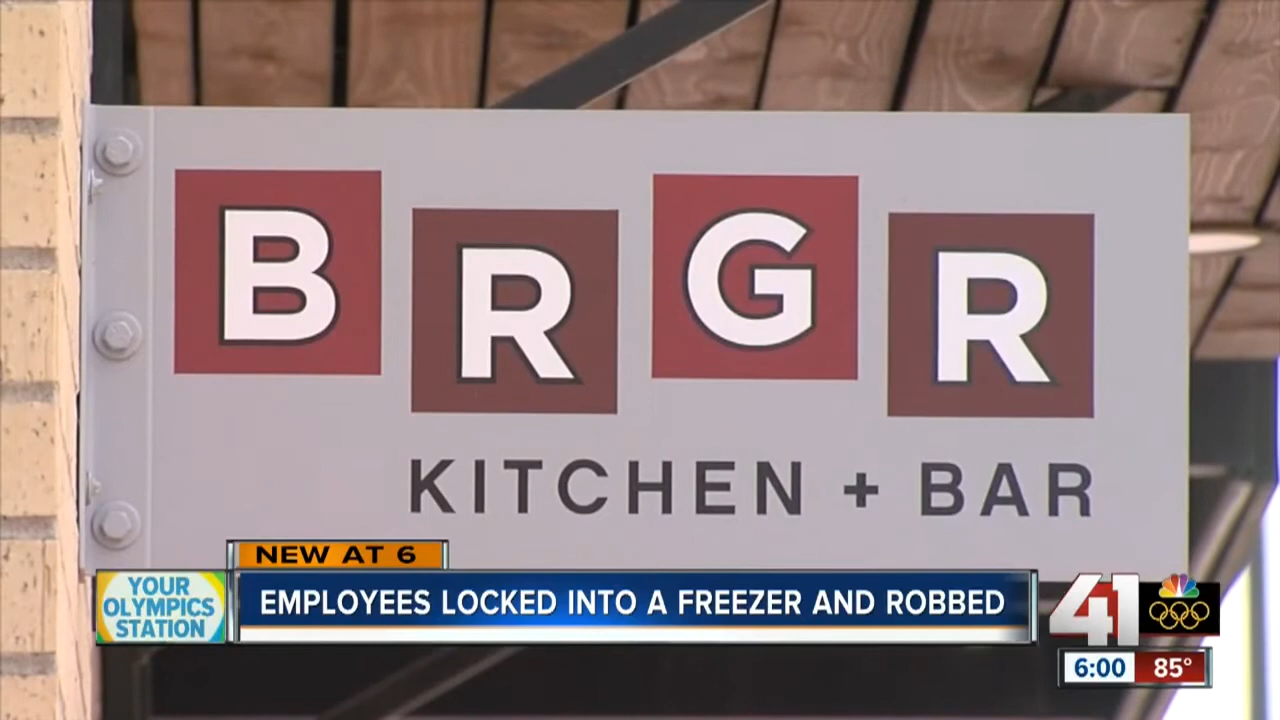 BRGR
KITCHEN + BAR
NEW AT 6
YOUR
OLYMPICS
STATION
EMPLOYEES LOCKED INTO A FREEZER AND ROBBED
41
6:00 85°